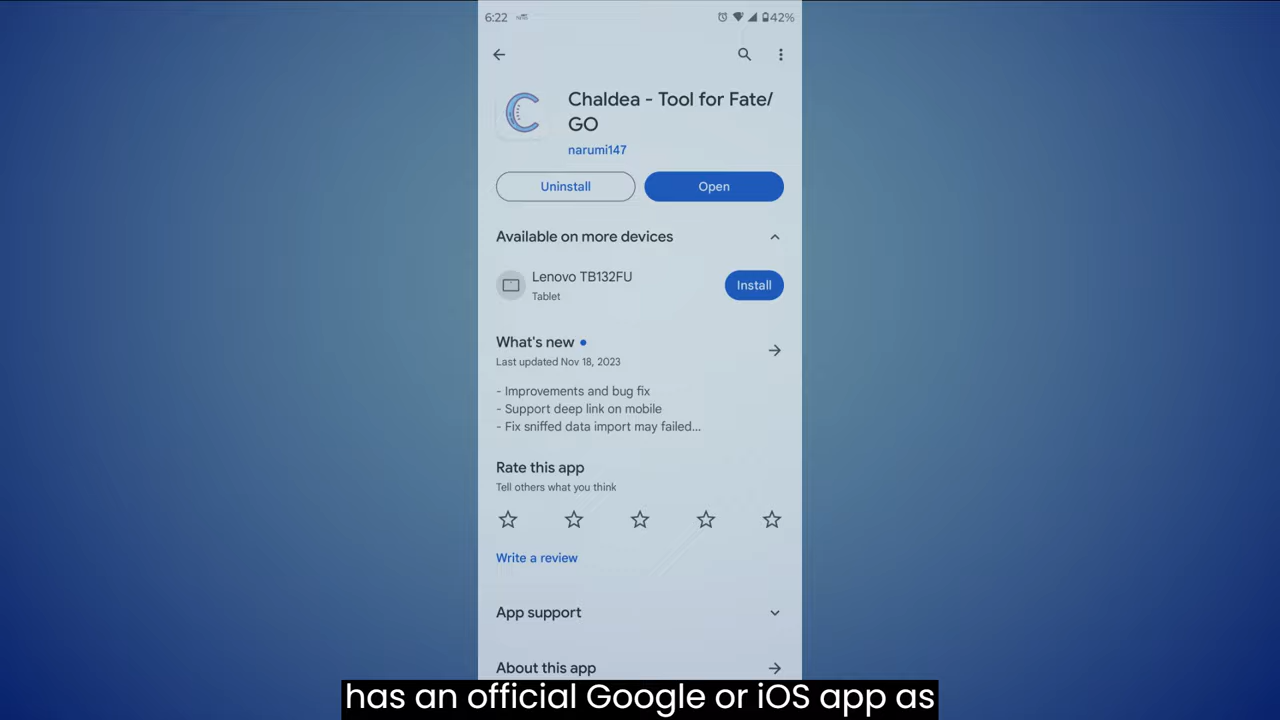 6:22
42%
Chaldea - Tool for Fate/
GO
narumi147
Uninstall
Open
Available on more devices
Lenovo TB132FU
Tablet
Install
What's new
Last updated Nov 18, 2023
- Improvements and bug fix
- Support deep link on mobile
- Fix sniffed data import may failed...
Rate this app
Tell others what you think
Write a review
App support
About this app
has an official Google or iOS app as